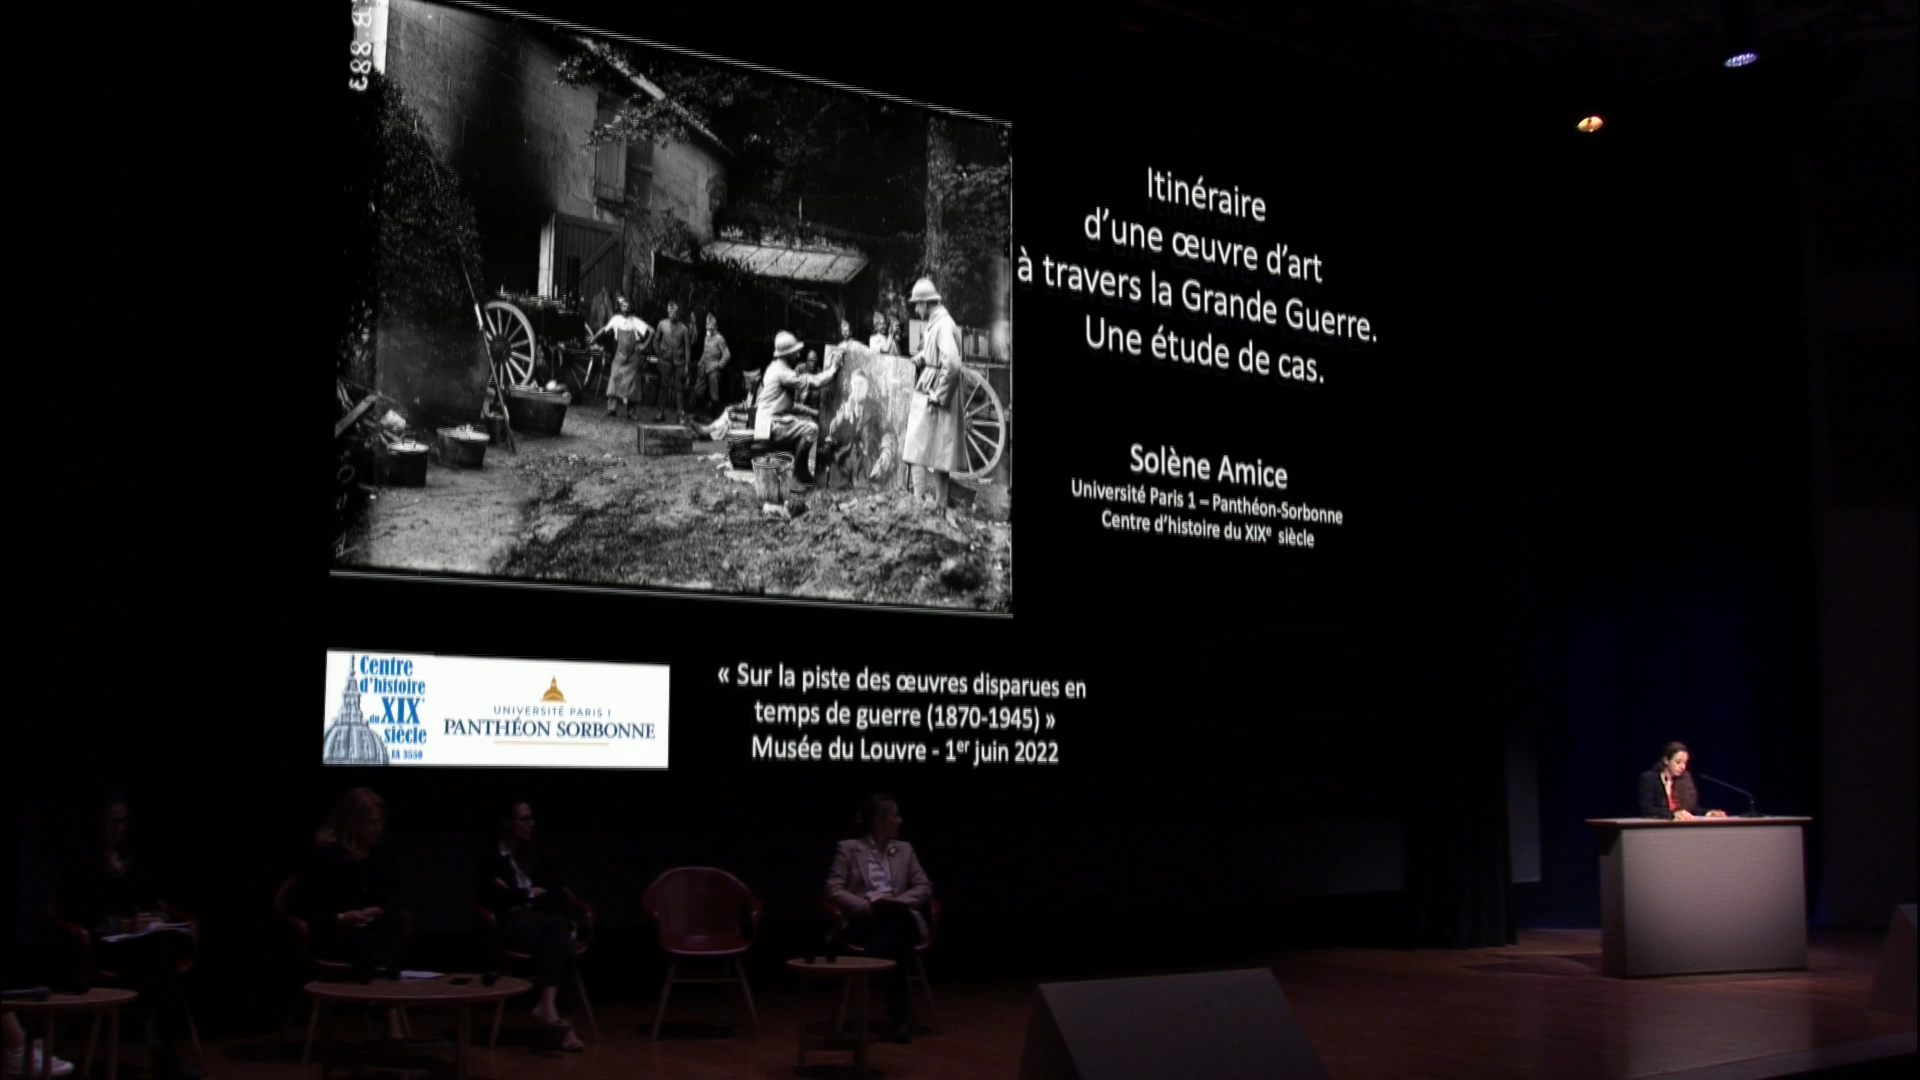 Itinéraire
d'une œuvre d'art
à travers la Grande Guerre.
Une étude de cas.
Solène Amice
Université Paris 1 – Panthéon-Sorbonne
Centre d'histoire du XIXe siècle
Centre
d'histoire
du XIXe
siècle
EA 3550
UNIVERSITÉ PARIS I
PANTHÉON SORBONNE
« Sur la piste des œuvres disparues en
temps de guerre (1870-1945) »
Musée du Louvre - 1er juin 2022